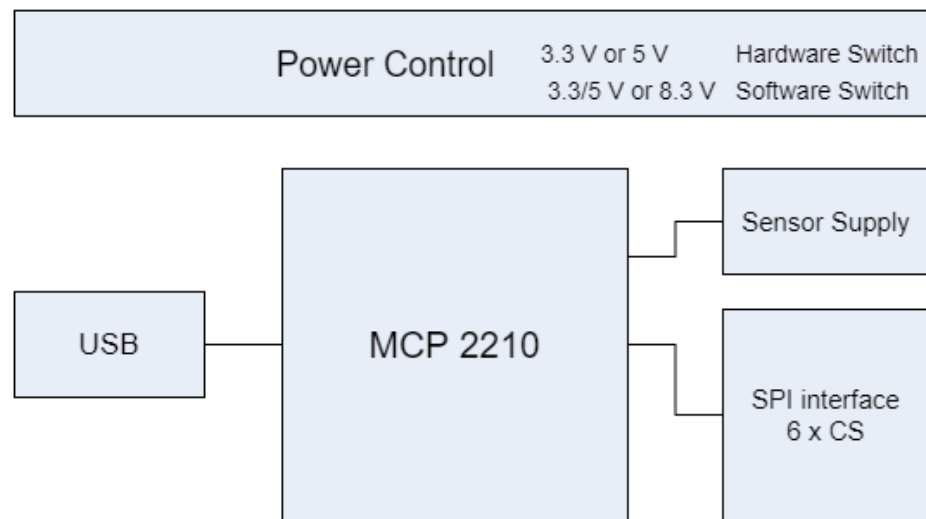 Power Control 3.3 V or 5 V Hardware Switch
3.3/5 V or 8.3 V Software Switch
Sensor Supply
USB
MCP 2210
SPI interface
6 x CS